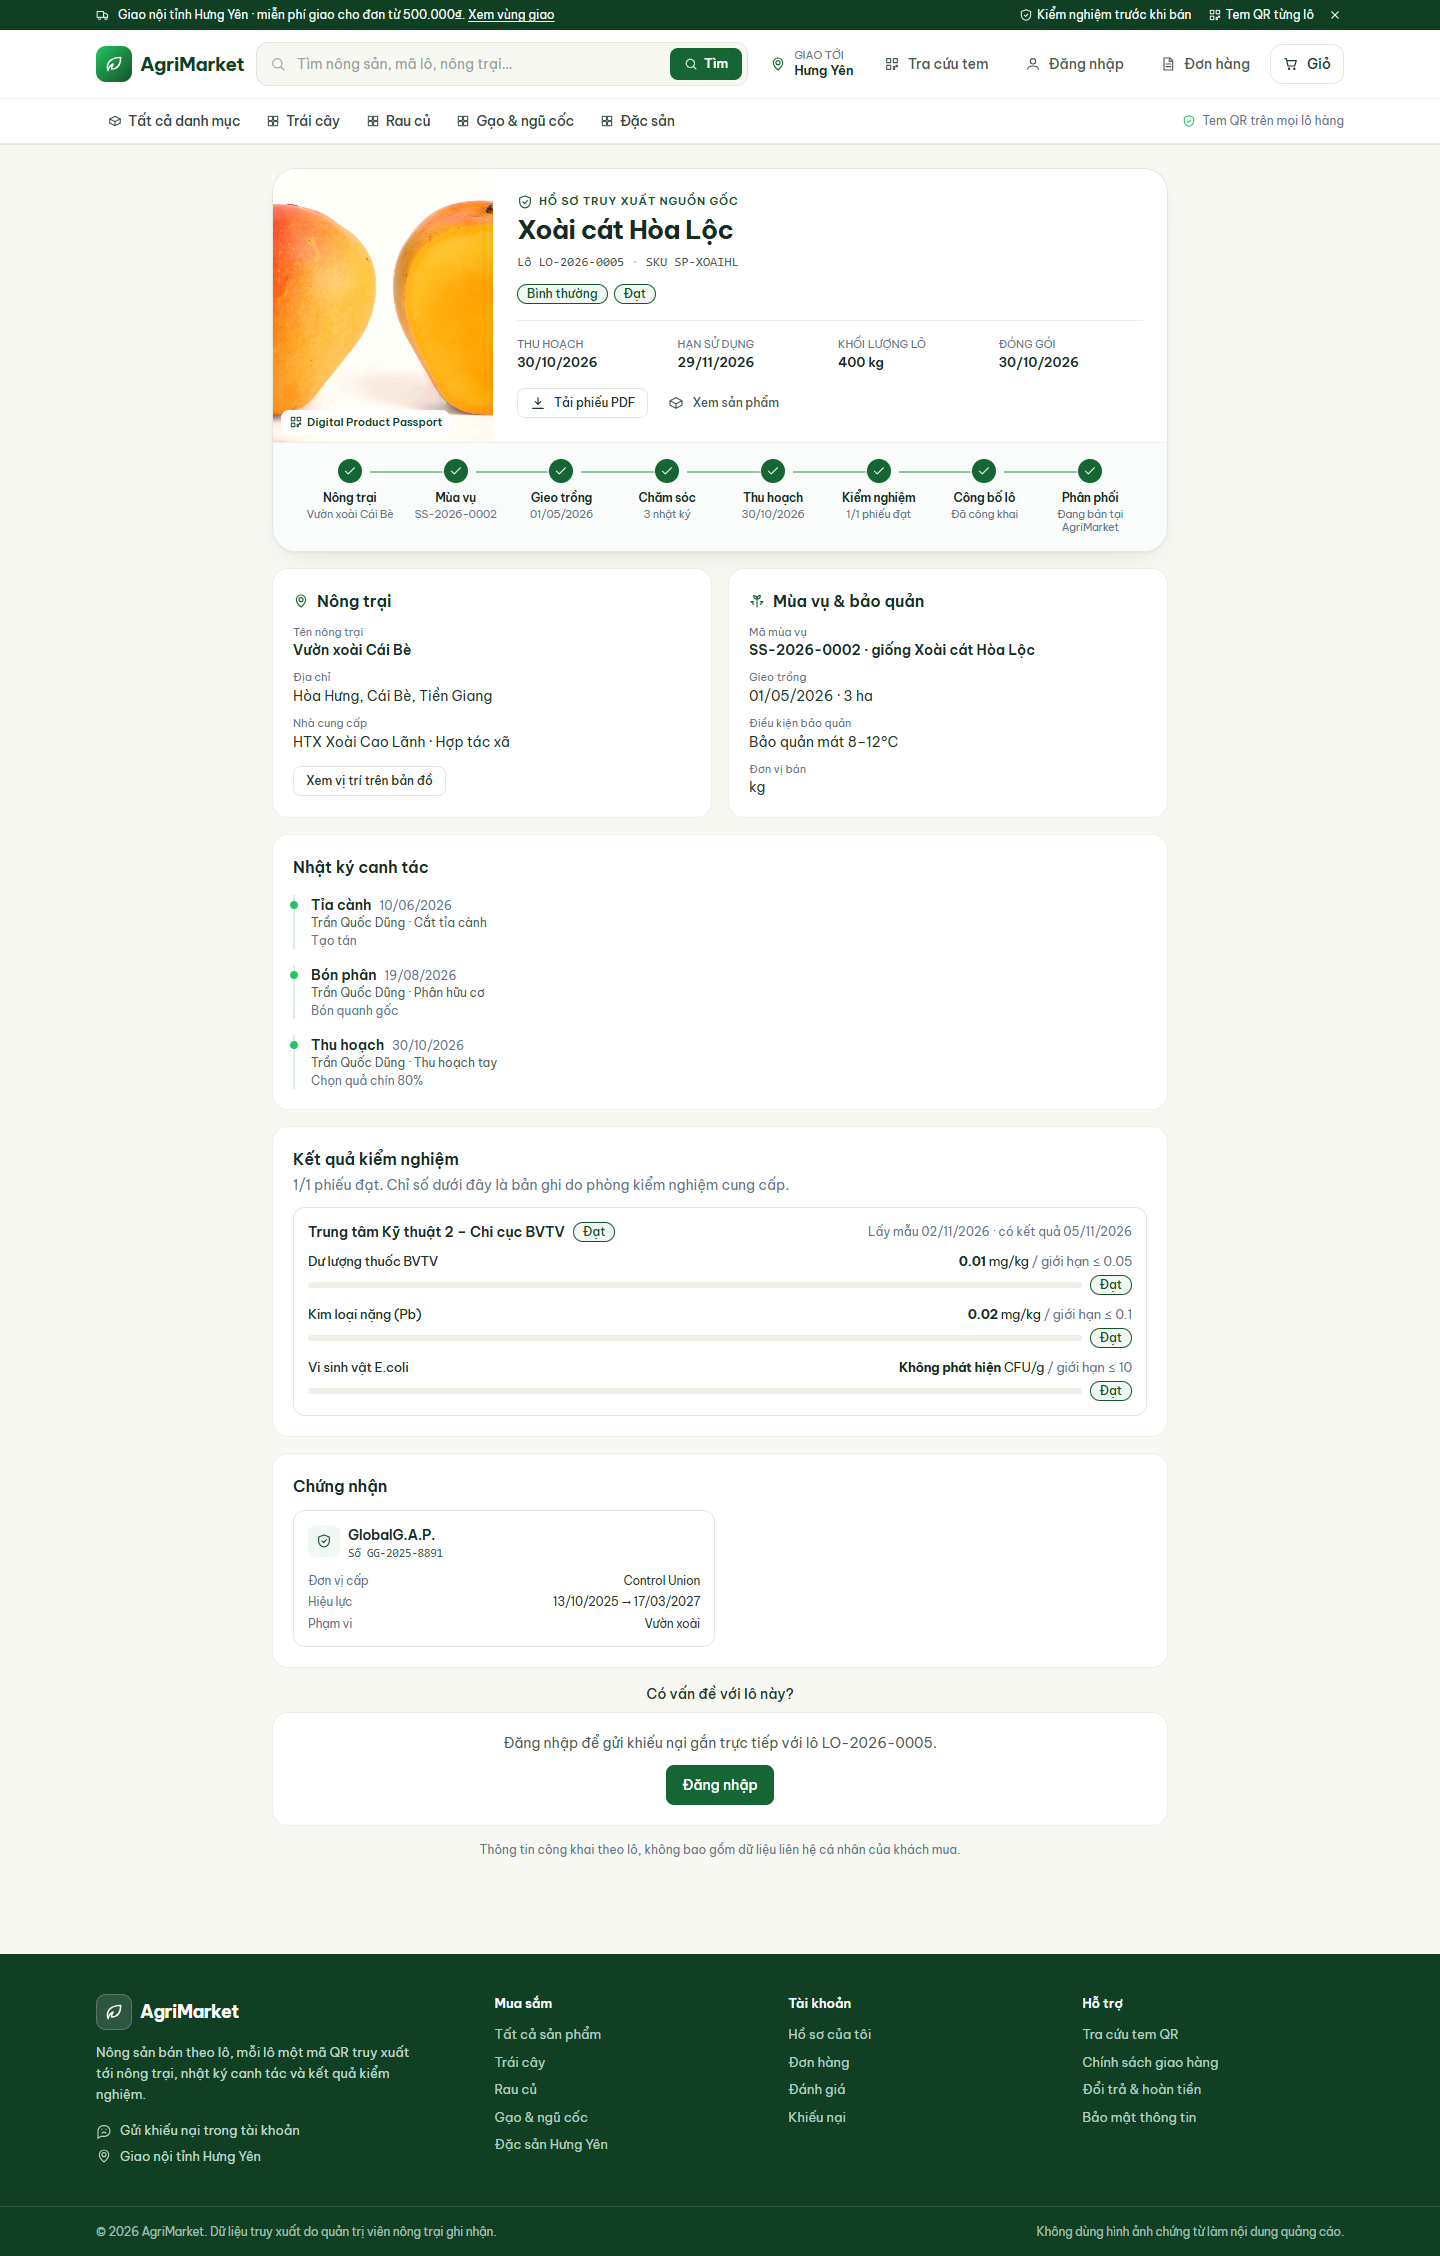 Giao nội tỉnh Hưng Yên · miễn phí giao cho đơn từ 500.000₫. Xem vùng giao
Kiểm nghiệm trước khi bán
Tem QR từng lô
AgriMarket
Tìm nông sản, mã lô, nông trại...
Tìm
GIAO TỚI
Hưng Yên
Tra cứu tem
Đăng nhập
Đơn hàng
Giỏ
Tất cả danh mục
Trái cây
Rau củ
Gạo & ngũ cốc
Đặc sản
Tem QR trên mọi lô hàng
HỒ SƠ TRUY XUẤT NGUỒN GỐC
Xoài cát Hòa Lộc
Lô LO-2026-0005 · SKU SP-XOAIHL
Bình thường
Đạt
THU HOẠCH
30/10/2026
HẠN SỬ DỤNG
29/11/2026
KHỐI LƯỢNG LÔ
400 kg
ĐÓNG GÓI
30/10/2026
Tải phiếu PDF
Xem sản phẩm
Digital Product Passport
Nông trại
Vườn xoài Cái Bè
Mùa vụ
SS-2026-0002
Gieo trồng
01/05/2026
Chăm sóc
3 nhật ký
Thu hoạch
30/10/2026
Kiểm nghiệm
1/1 phiếu đạt
Công bố lô
Đã công khai
Phân phối
Đang bán tại
AgriMarket
Nông trại
Tên nông trại
Vườn xoài Cái Bè
Địa chỉ
Hòa Hưng, Cái Bè, Tiền Giang
Nhà cung cấp
HTX Xoài Cao Lãnh · Hợp tác xã
Xem vị trí trên bản đồ
Mùa vụ & bảo quản
Mã mùa vụ
SS-2026-0002 · giống Xoài cát Hòa Lộc
Gieo trồng
01/05/2026 · 3 ha
Điều kiện bảo quản
Bảo quản mát 8–12°C
Đơn vị bán
kg
Nhật ký canh tác
Tỉa cành 10/06/2026
Trần Quốc Dũng · Cắt tỉa cành
Tạo tán
Bón phân 19/08/2026
Trần Quốc Dũng · Phân hữu cơ
Bón quanh gốc
Thu hoạch 30/10/2026
Trần Quốc Dũng · Thu hoạch tay
Chọn quả chín 80%
Kết quả kiểm nghiệm
1/1 phiếu đạt. Chỉ số dưới đây là bản ghi do phòng kiểm nghiệm cung cấp.
Trung tâm Kỹ thuật 2 – Chi cục BVTV Đạt
Lấy mẫu 02/11/2026 · có kết quả 05/11/2026
Dư lượng thuốc BVTV
0.01 mg/kg / giới hạn ≤ 0.05
Đạt
Kim loại nặng (Pb)
0.02 mg/kg / giới hạn ≤ 0.1
Đạt
Vi sinh vật E.coli
Không phát hiện CFU/g / giới hạn ≤ 10
Đạt
Chứng nhận
GlobalG.A.P.
Số GG-2025-8891
Đơn vị cấp
Control Union
Hiệu lực
13/10/2025 → 17/03/2027
Phạm vi
Vườn xoài
Có vấn đề với lô này?
Đăng nhập để gửi khiếu nại gắn trực tiếp với lô LO-2026-0005.
Đăng nhập
Thông tin công khai theo lô, không bao gồm dữ liệu liên hệ cá nhân của khách mua.
AgriMarket
Nông sản bán theo lô, mỗi lô một mã QR truy xuất
tới nông trại, nhật ký canh tác và kết quả kiểm
nghiệm.
Gửi khiếu nại trong tài khoản
Giao nội tỉnh Hưng Yên
Mua sắm
Tất cả sản phẩm
Trái cây
Rau củ
Gạo & ngũ cốc
Đặc sản Hưng Yên
Tài khoản
Hồ sơ của tôi
Đơn hàng
Đánh giá
Khiếu nại
Hỗ trợ
Tra cứu tem QR
Chính sách giao hàng
Đổi trả & hoàn tiền
Bảo mật thông tin
© 2026 AgriMarket. Dữ liệu truy xuất do quản trị viên nông trại ghi nhận.
Không dùng hình ảnh chứng từ làm nội dung quảng cáo.